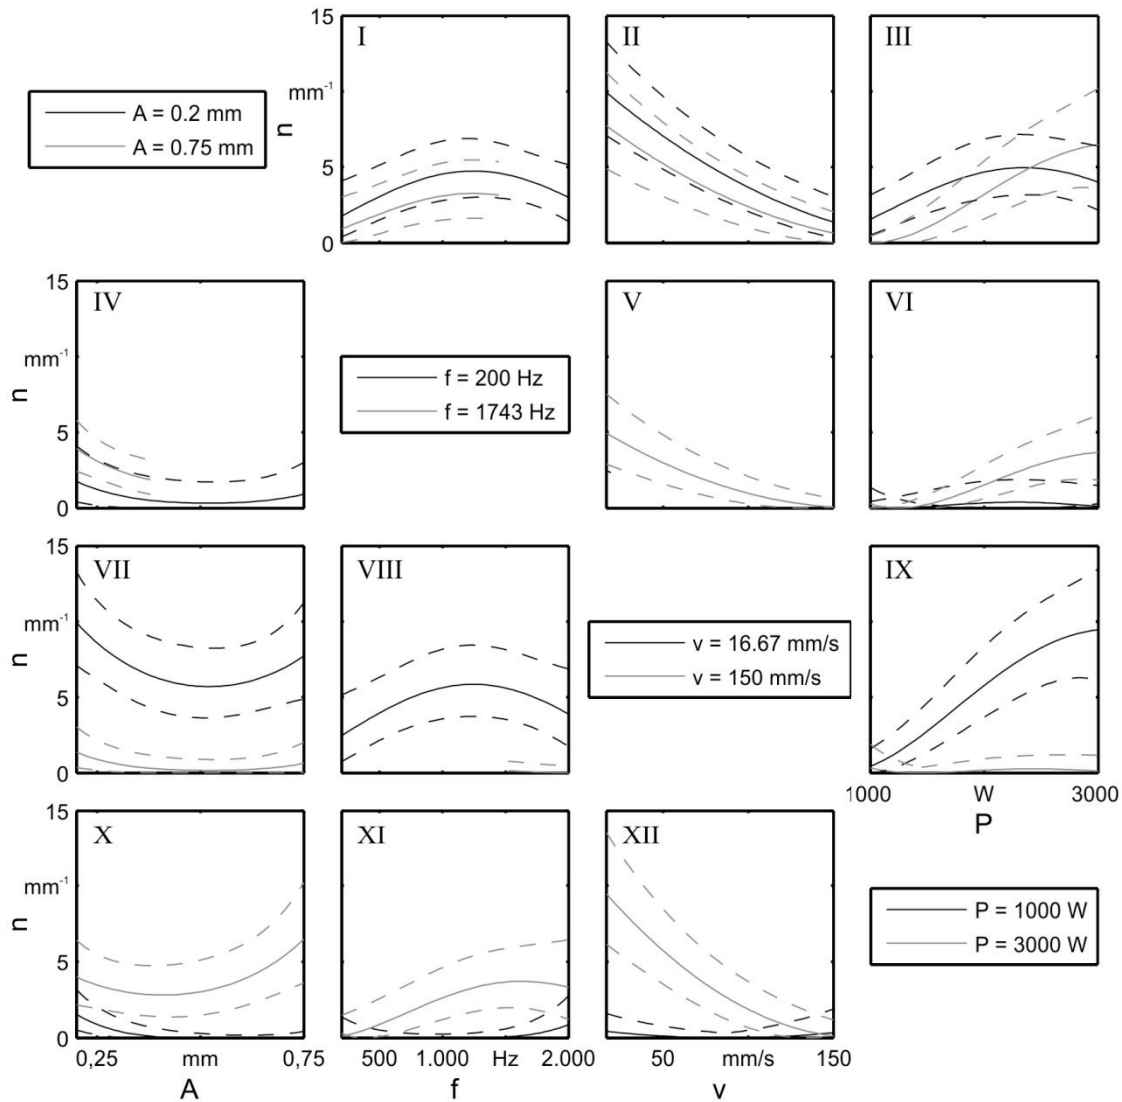 15
I
II
III
A = 0.2 mm
A = 0.75 mm
mm-1
n
5
0
15
IV
V
VI
mm-1
n
f = 200 Hz
f = 1743 Hz
5
0
15
VII
VIII
IX
mm-1
n
v = 16.67 mm/s
v = 150 mm/s
5
0
1000 W 3000
P
15
X
XI
XII
mm-1
n
P = 1000 W
P = 3000 W
5
0
0,25 mm 0,75
500 1.000 Hz 2.000
50 mm/s 150
A
f
v